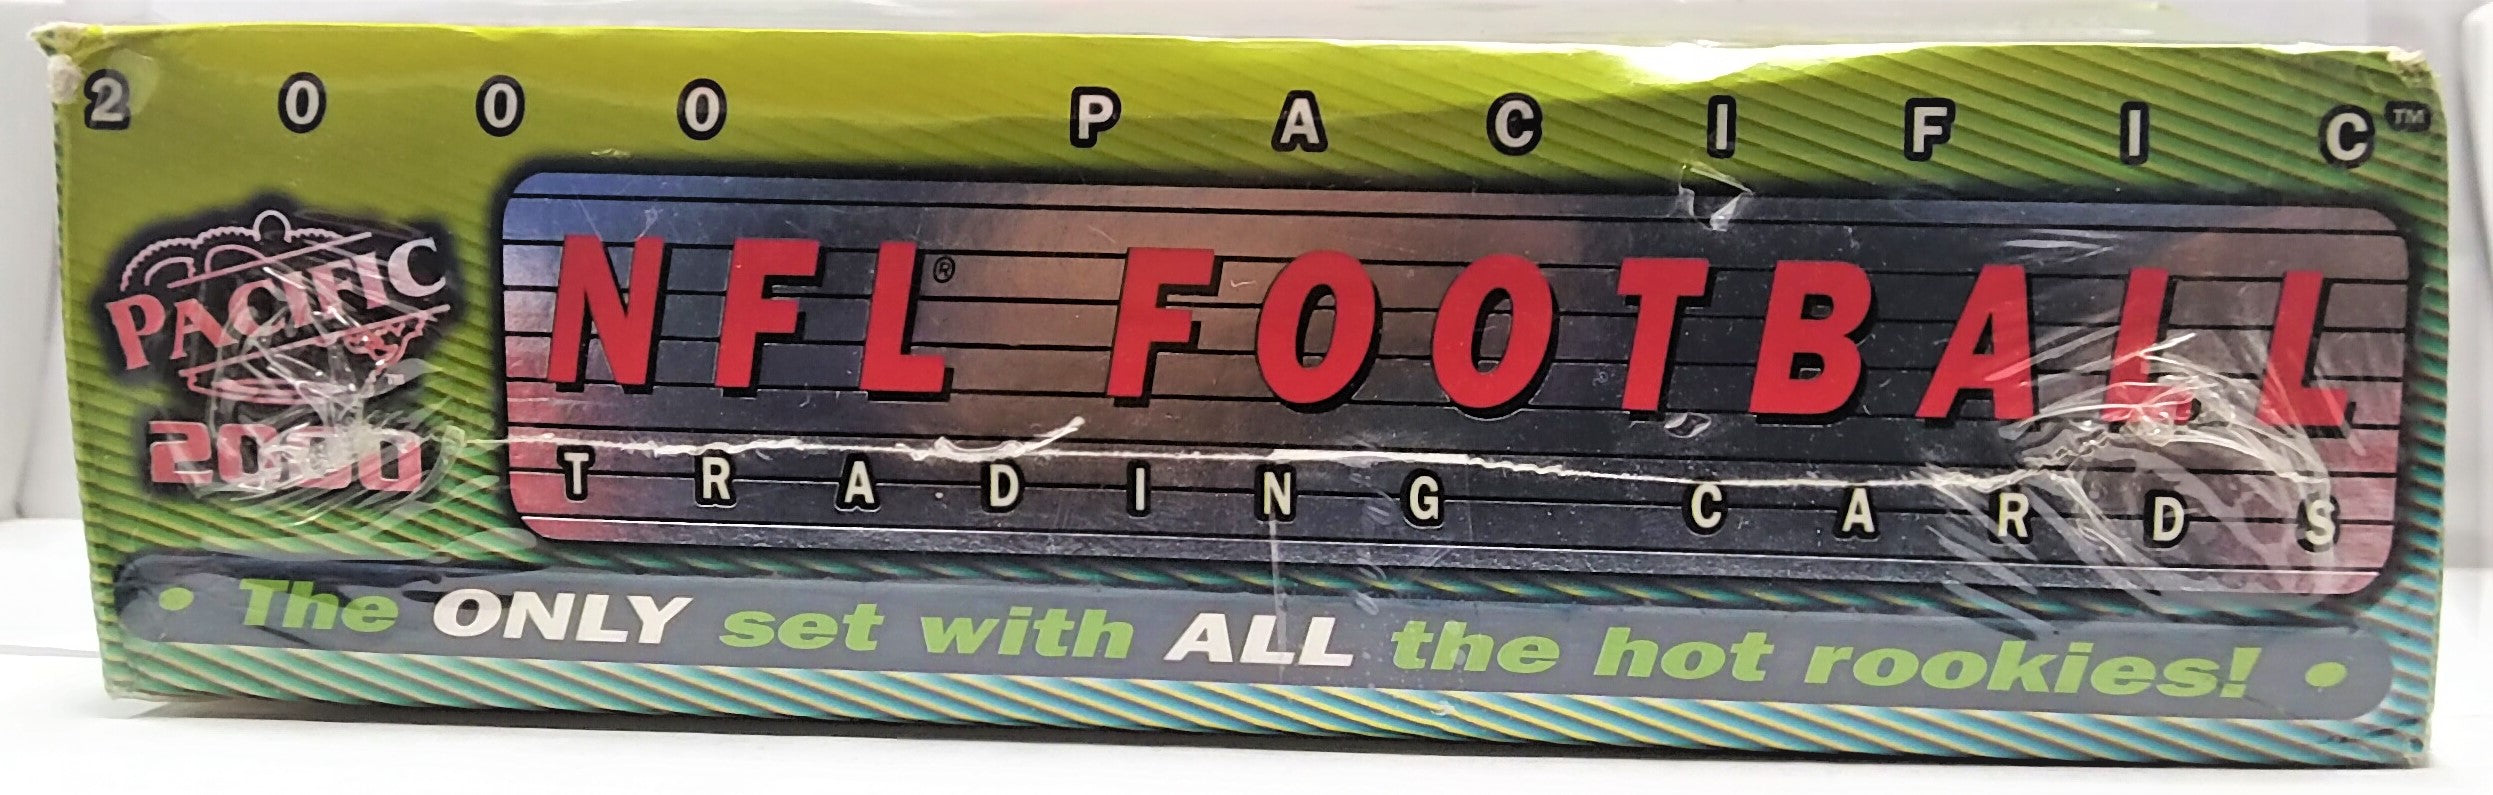 2000 PACIFIC™
PACIFIC
2000
NFL® FOOTBALL
TRADING CARDS
• The ONLY set with ALL the hot rookies! •